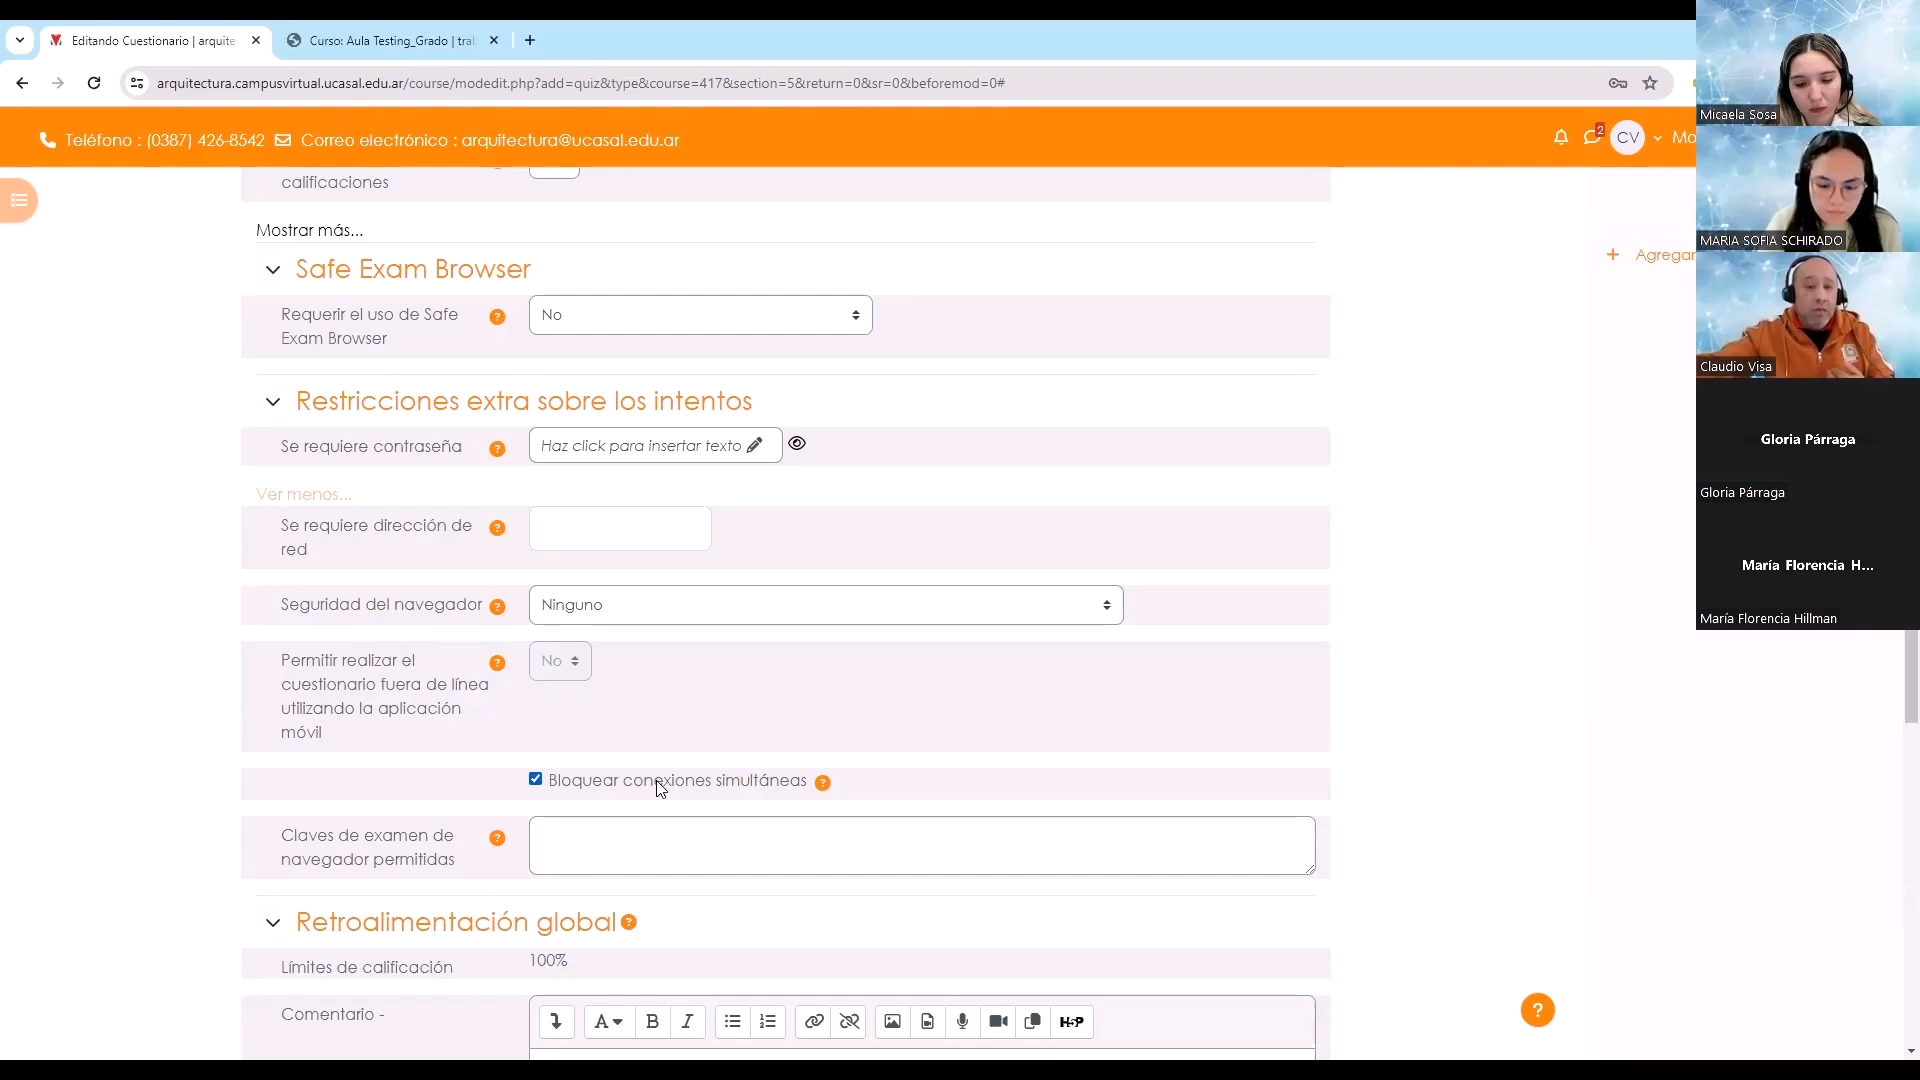 Editando Cuestionario | arquite
Curso: Aula Testing_Grado | tra
arquitectura.campusvirtual.ucasal.edu.ar/course/modedit.php?add=quiz&type&course=417&section=5&return=0&sr=0&beforemod=0#
Teléfono : (0387) 426-8542 Correo electrónico : arquitectura@ucasal.edu.ar
2
CV
Mo
calificaciones
Mostrar más...
Agregar
Safe Exam Browser
Requerir el uso de Safe
Exam Browser
No
Restricciones extra sobre los intentos
Se requiere contraseña
Haz click para insertar texto
Ver menos...
Se requiere dirección de
red
Seguridad del navegador
Ninguno
Permitir realizar el
cuestionario fuera de línea
utilizando la aplicación
móvil
No
Bloquear conexiones simultáneas
Claves de examen de
navegador permitidas
Retroalimentación global
Límites de calificación
100%
Comentario -
A B I
H5P
Micaela Sosa
MARIA SOFIA SCHIRADO
Claudio Visa
Gloria Párraga
Gloria Párraga
María Florencia H...
María Florencia Hillman